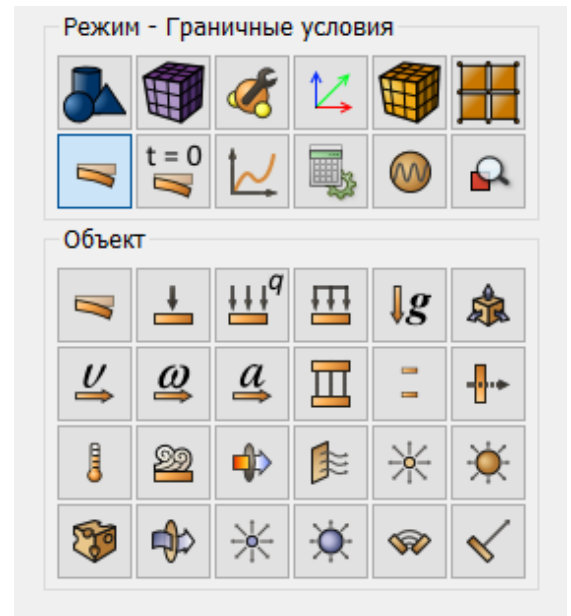 Режим - Граничные условия
t = 0
Объект
q
g
υ ω a